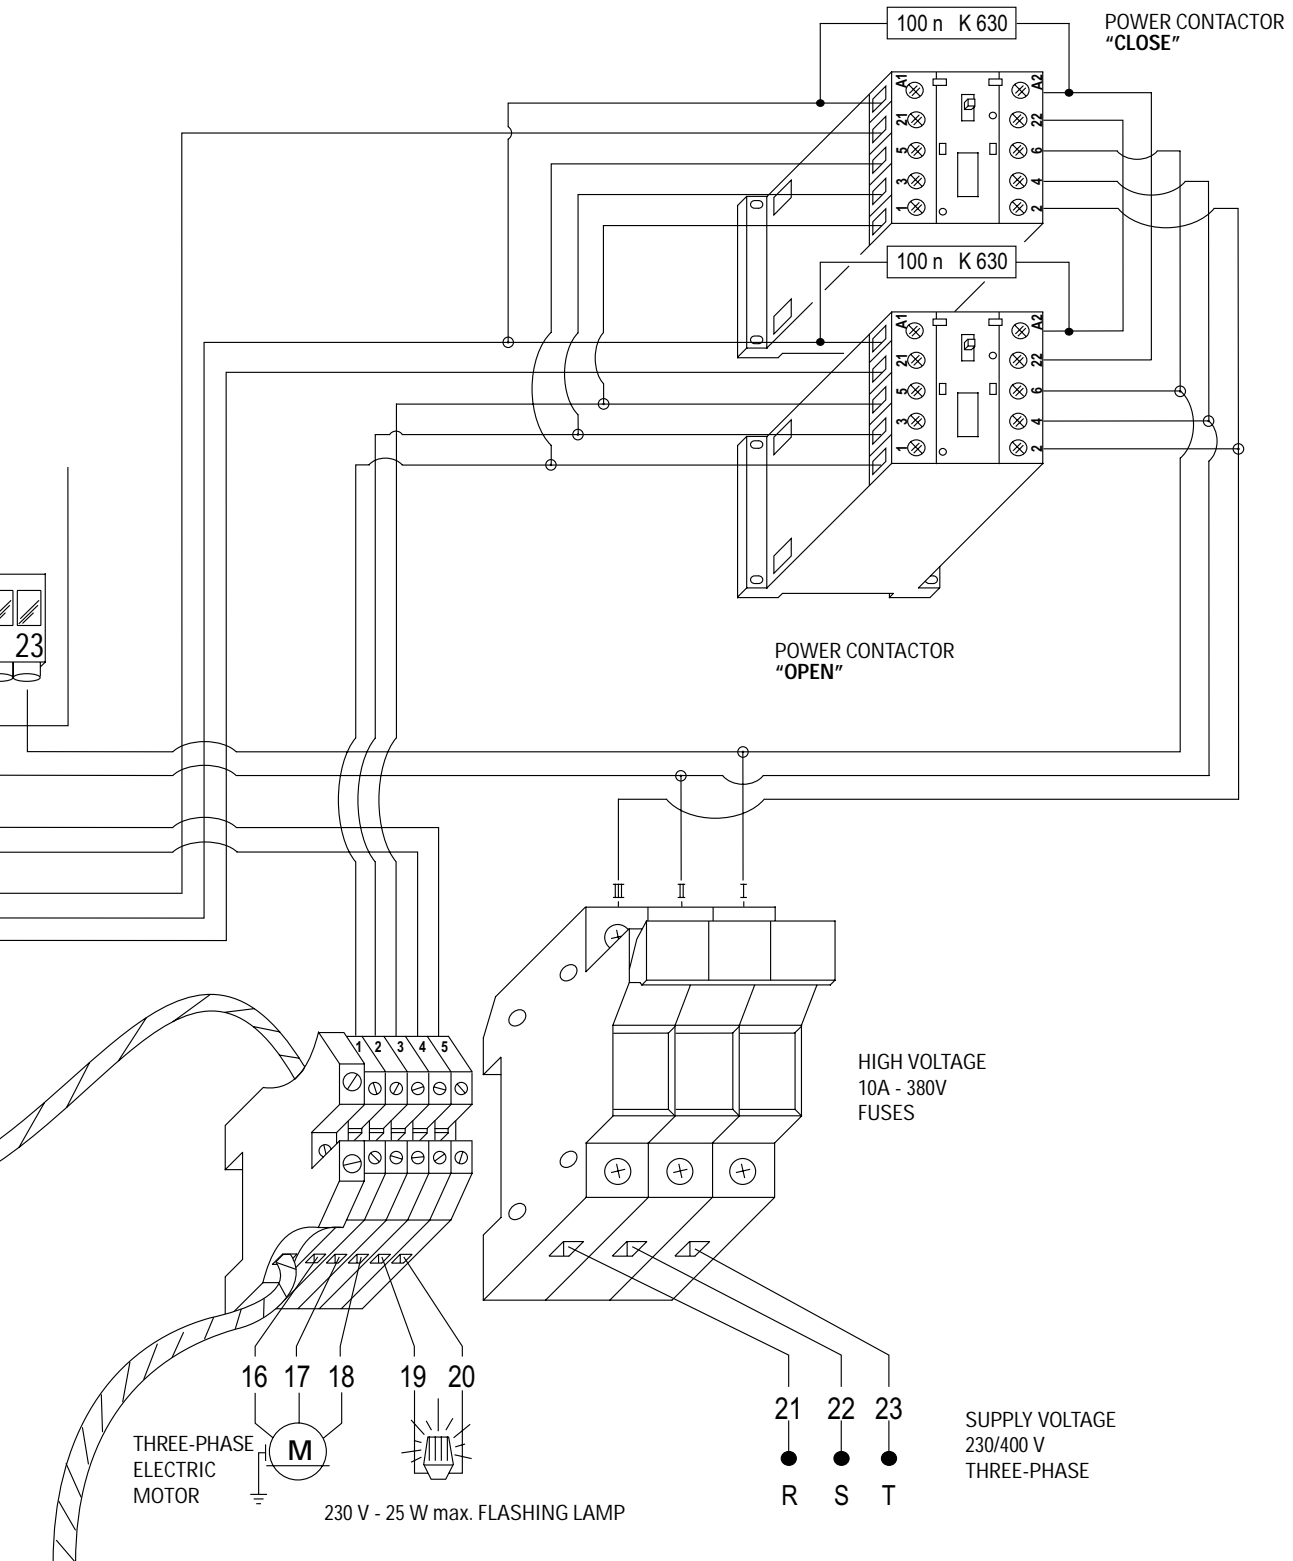 100 n K 630
POWER CONTACTOR
“CLOSE”
A1
A2
21
22
5
6
3
4
1
2
100 n K 630
A1
A2
21
22
5
6
3
4
1
2
23
POWER CONTACTOR
“OPEN”
III II I
1 2 3 4 5
HIGH VOLTAGE
10A - 380V
FUSES
16 17 18 19 20
21 22 23
SUPPLY VOLTAGE
230/400 V
THREE-PHASE
THREE-PHASE
ELECTRIC
MOTOR
M
R S T
230 V - 25 W max. FLASHING LAMP